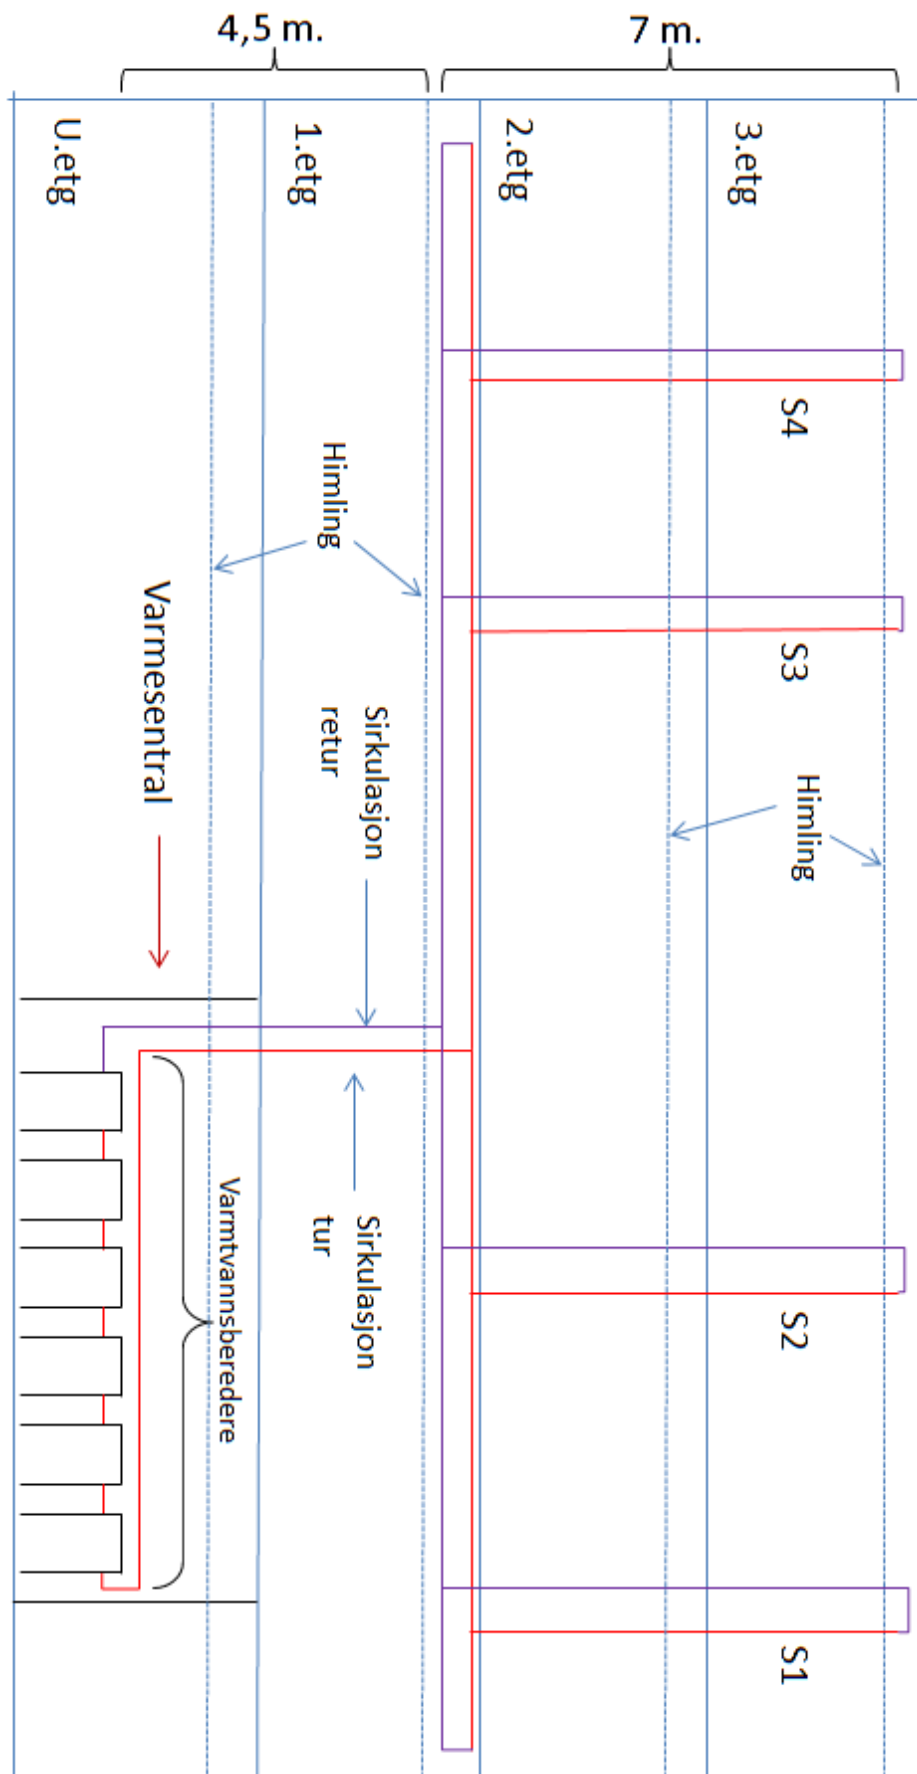 4,5 m.
7 m.
U.etg
1.etg
2.etg
3.etg
S4
Himling
S3
Varmesentral
Sirkulasjon
retur
Himling
Sirkulasjon
tur
Varmtvannsberedere
S2
S1